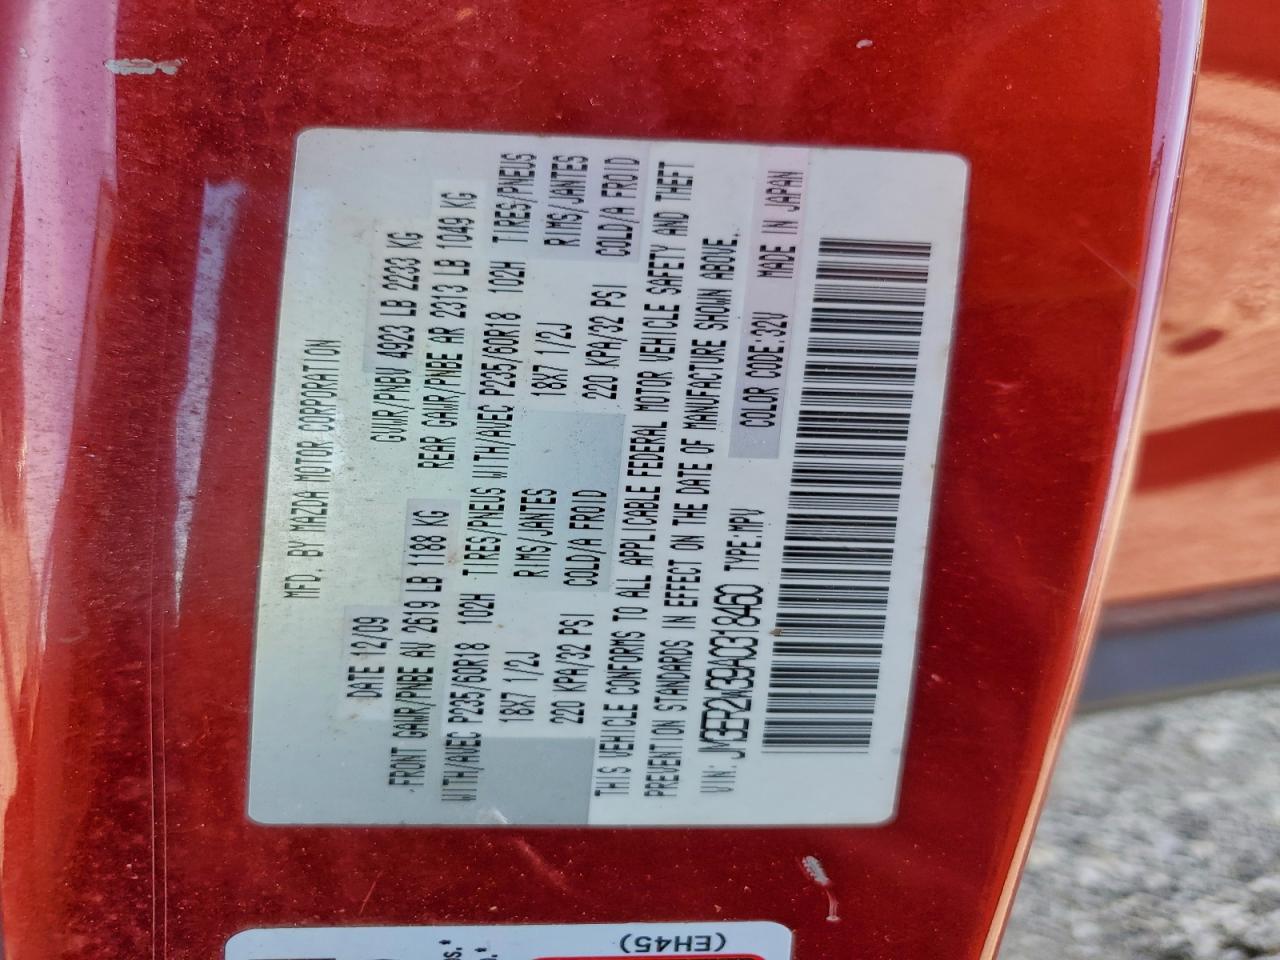 MFD. BY MAZDA MOTOR CORPORATION
DATE 12/09 GVWR/PNBV 4923 LB 2233 KG
FRONT GAWR/PNBE AV 2619 LB 1188 KG REAR GAWR/PNBE AR 2313 LB 1049 KG
WITH/AVEC P235/60R18 102H TIRES/PNEUS WITH/AVEC P235/60R18 102H TIRES/PNEUS
18X7 1/2J RIMS/JANTES 18X7 1/2J RIMS/JANTES
220 KPA/32 PSI COLD/A FROID 220 KPA/32 PSI COLD/A FROID
THIS VEHICLE CONFORMS TO ALL APPLICABLE FEDERAL MOTOR VEHICLE SAFETY AND THEFT
PREVENTION STANDARDS IN EFFECT ON THE DATE OF MANUFACTURE SHOWN ABOVE.
VIN: JM3ER2W39A0318460 TYPE:MPV COLOR CODE:32V MADE IN JAPAN
(EH45)